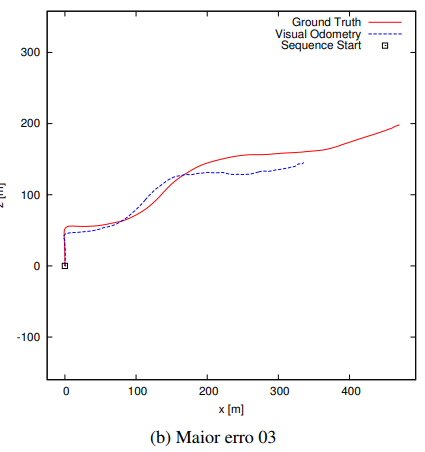 Ground Truth
Visual Odometry
Sequence Start
300
200
100
0
-100
z [m]
0 100 200 300 400
x [m]
(b) Maior erro 03